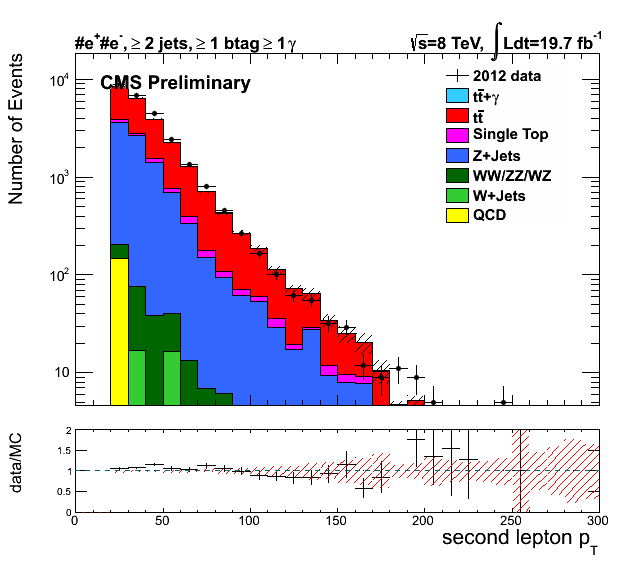 #e⁺#e⁻, ≥ 2 jets, ≥ 1 btag ≥ 1 γ
√s=8 TeV, ∫Ldt=19.7 fb⁻¹
CMS Preliminary
2012 data
tt̄+γ
tt̄
Single Top
Z+Jets
WW/ZZ/WZ
W+Jets
QCD
Number of Events
10⁴
10³
10²
10
data/MC
2
1.5
1
0.5
0
0 50 100 150 200 250 300
second lepton p_T